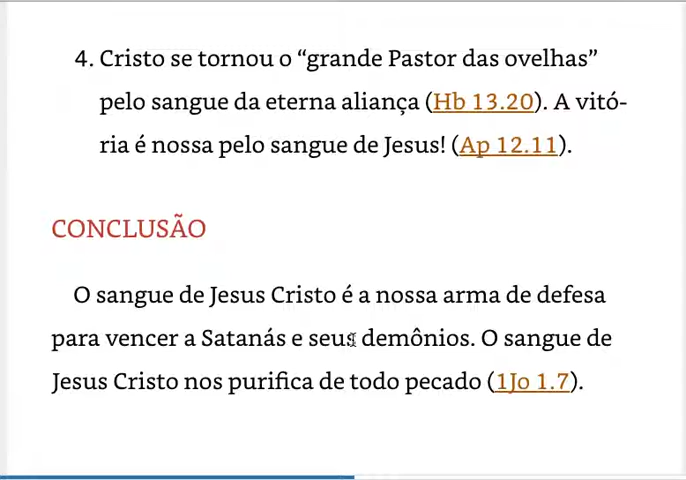 4. Cristo se tornou o “grande Pastor das ovelhas”
pelo sangue da eterna aliança (Hb 13.20). A vitó-
ria é nossa pelo sangue de Jesus! (Ap 12.11).
CONCLUSÃO
O sangue de Jesus Cristo é a nossa arma de defesa
para vencer a Satanás e seus demônios. O sangue de
Jesus Cristo nos purifica de todo pecado (1Jo 1.7).